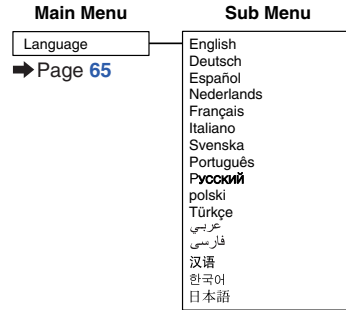 Main Menu
Sub Menu
Language
➡ Page 65
English
Deutsch
Español
Nederlands
Français
Italiano
Svenska
Português
Русский
polski
Türkçe
عربي
فارسی
汉语
한국어
日本語